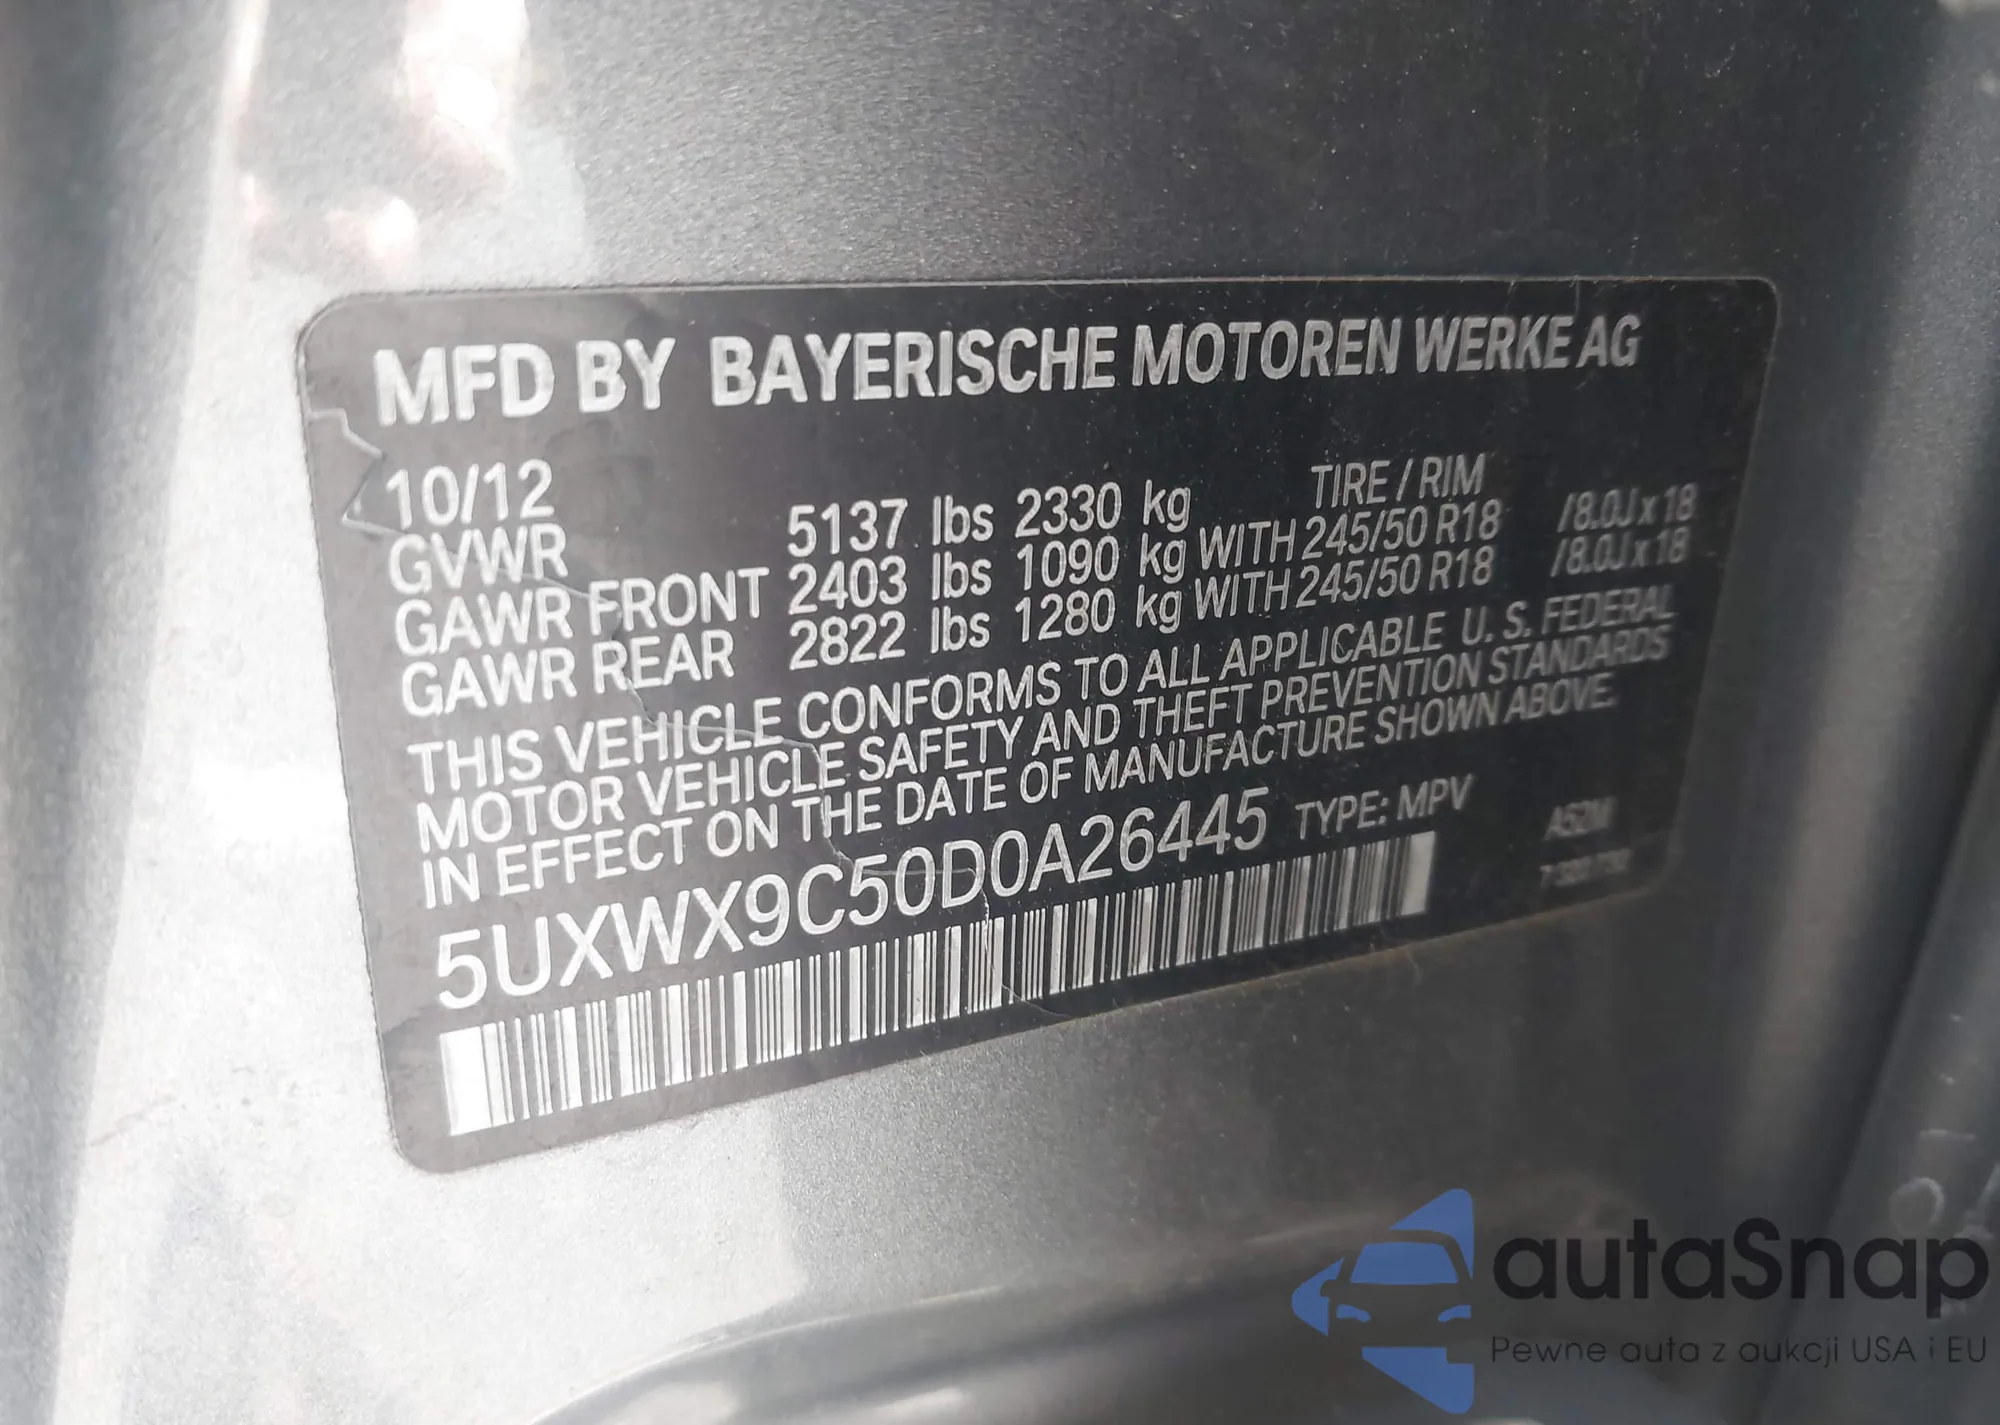 MFD BY BAYERISCHE MOTOREN WERKE AG
10/12 TIRE / RIM
GVWR 5137 lbs 2330 kg
GAWR FRONT 2403 lbs 1090 kg WITH 245/50 R18 /8.0J x 18
GAWR REAR 2822 lbs 1280 kg WITH 245/50 R18 /8.0J x 18
THIS VEHICLE CONFORMS TO ALL APPLICABLE U. S. FEDERAL
MOTOR VEHICLE SAFETY AND THEFT PREVENTION STANDARDS
IN EFFECT ON THE DATE OF MANUFACTURE SHOWN ABOVE.
5UXWX9C50D0A26445 TYPE: MPV
A52M
autaSnap
Pewne auta z aukcji USA i EU